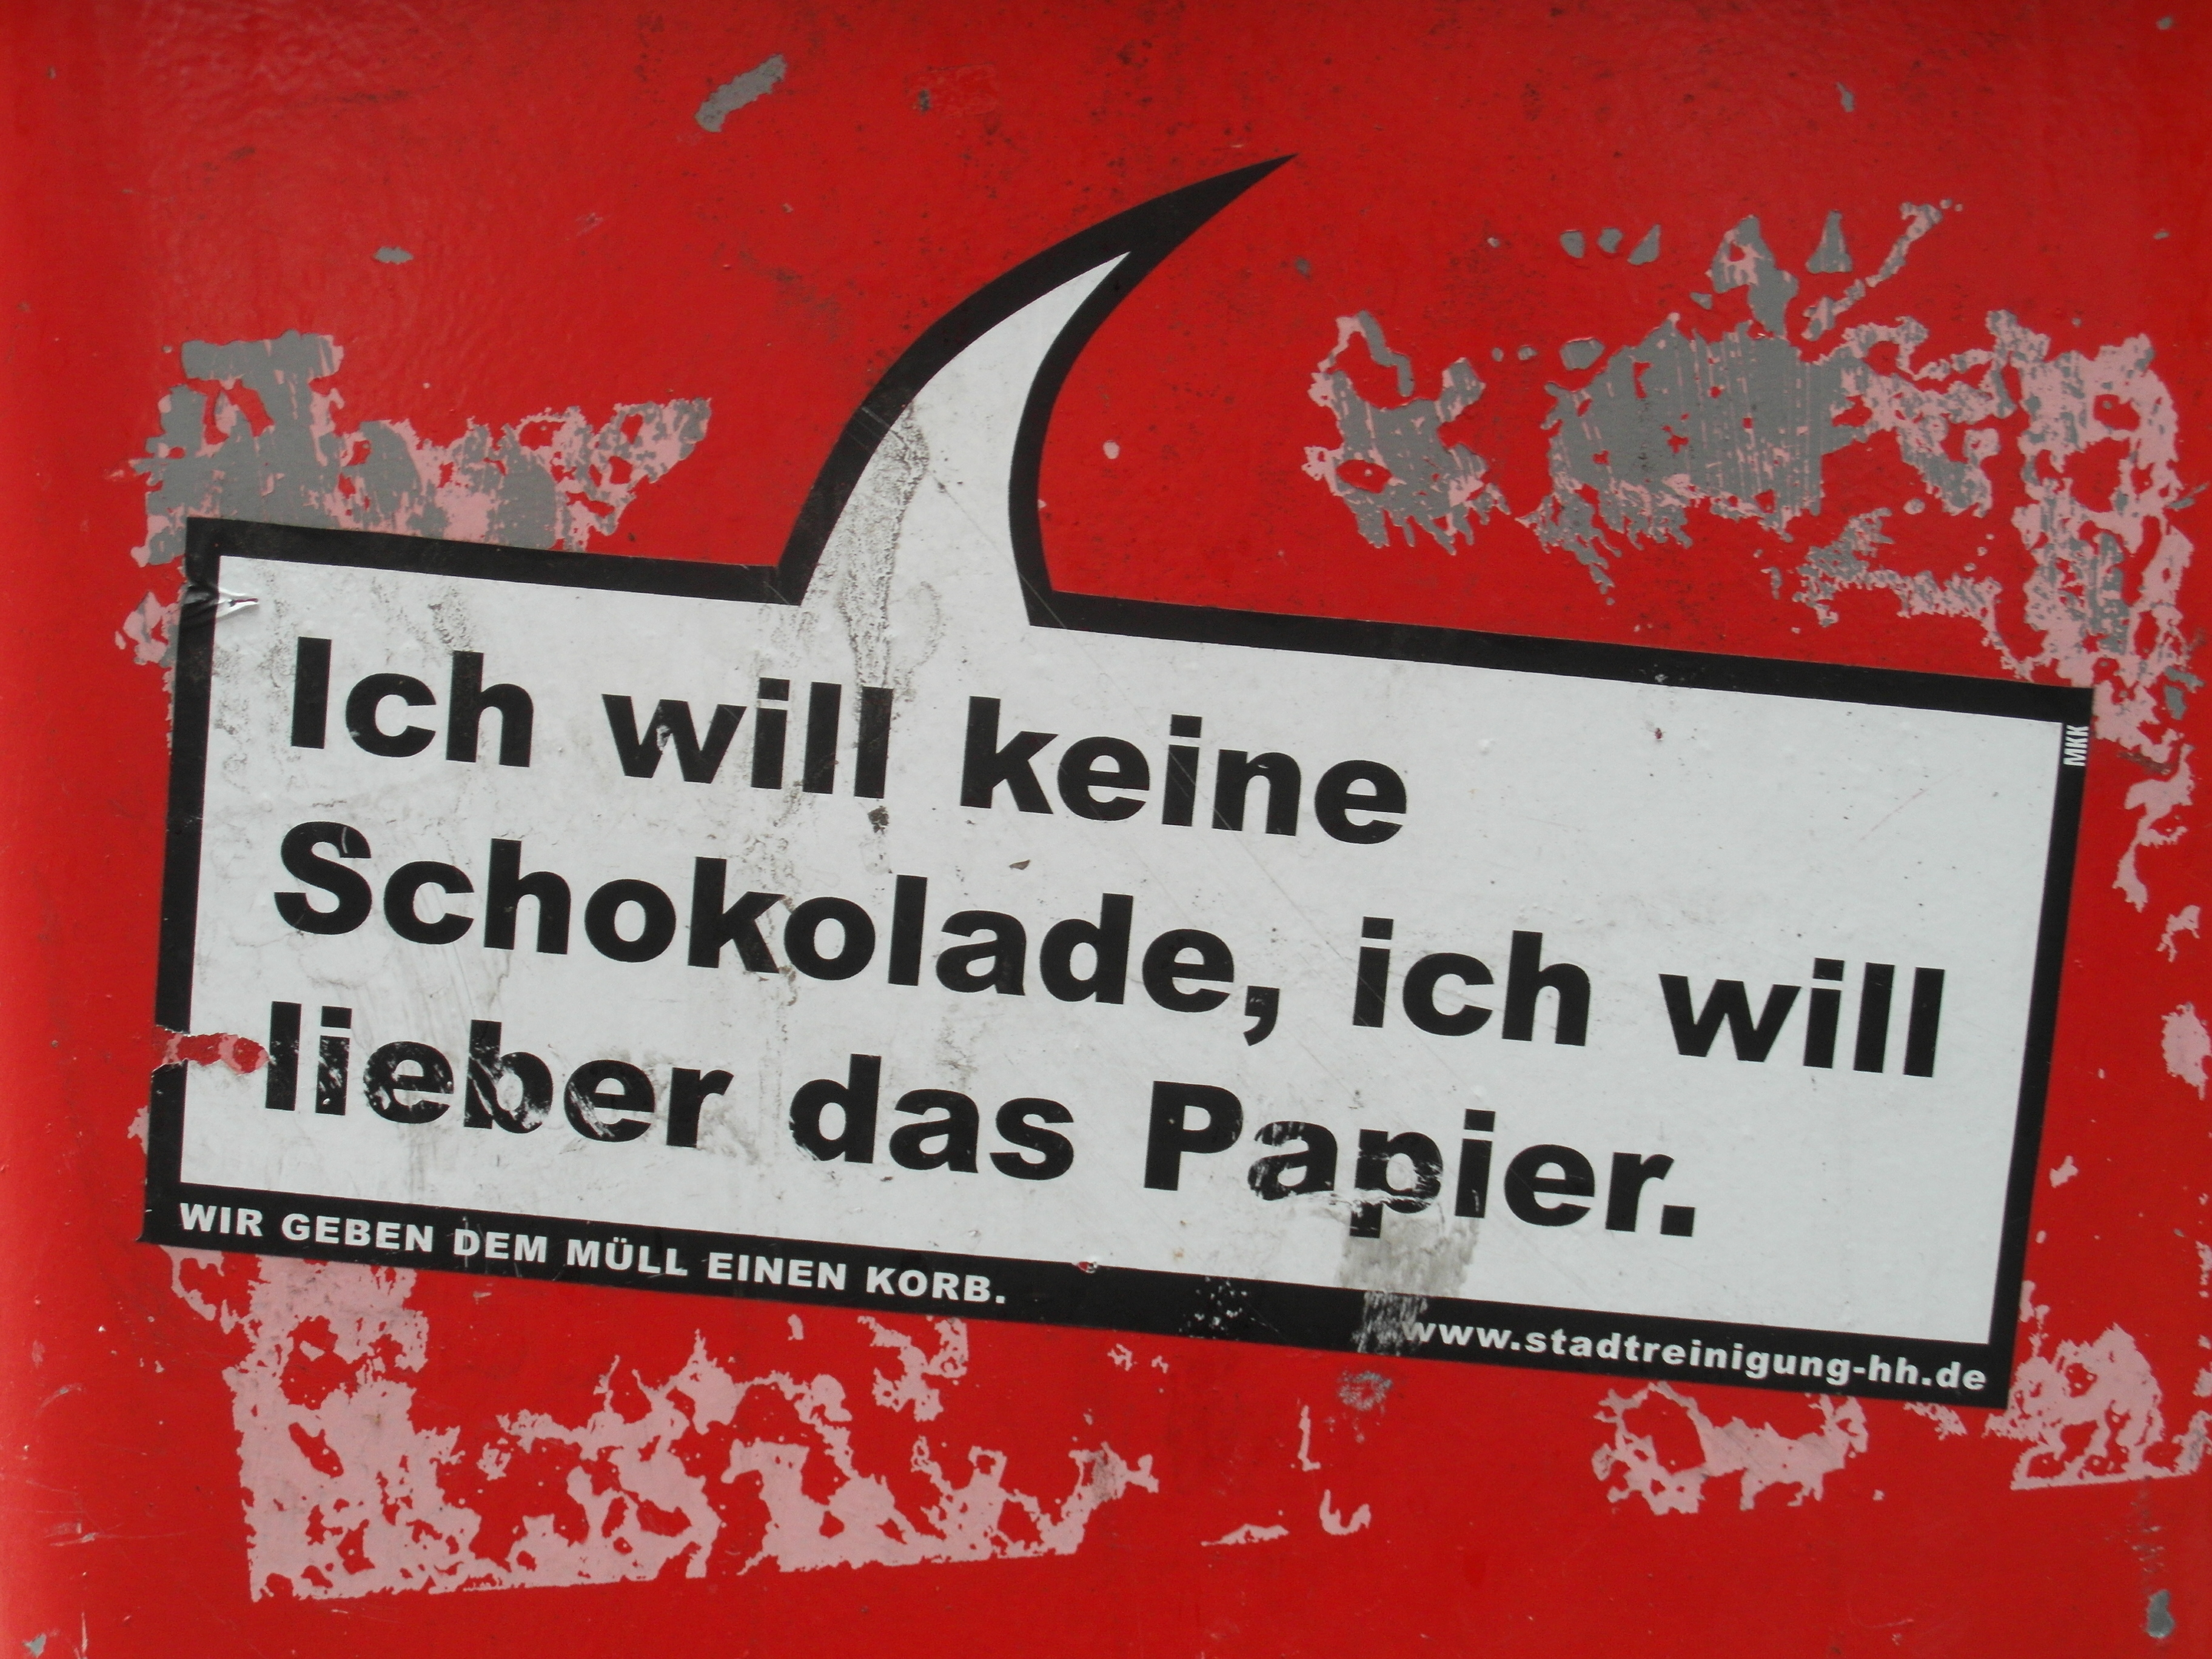 Ich will keine
Schokolade, ich will
lieber das Papier.
WIR GEBEN DEM MÜLL EINEN KORB.
www.stadtreinigung-hh.de
MKK